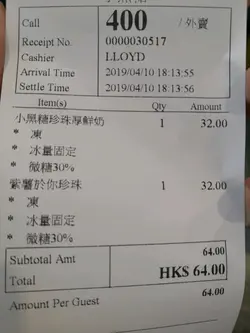 Call 400 /外賣
Receipt No. 0000030517
Cashier LLOYD
Arrival Time 2019/04/10 18:13:55
Settle Time 2019/04/10 18:13:56
Item(s) Qty Amount
小黑糖珍珠厚鮮奶 1 32.00
* 凍
* 冰量固定
* 微糖30%
紫薯於你珍珠 1 32.00
* 凍
* 冰量固定
* 微糖30%
Subtotal Amt 64.00
Total HK$ 64.00
Amount Per Guest 64.00